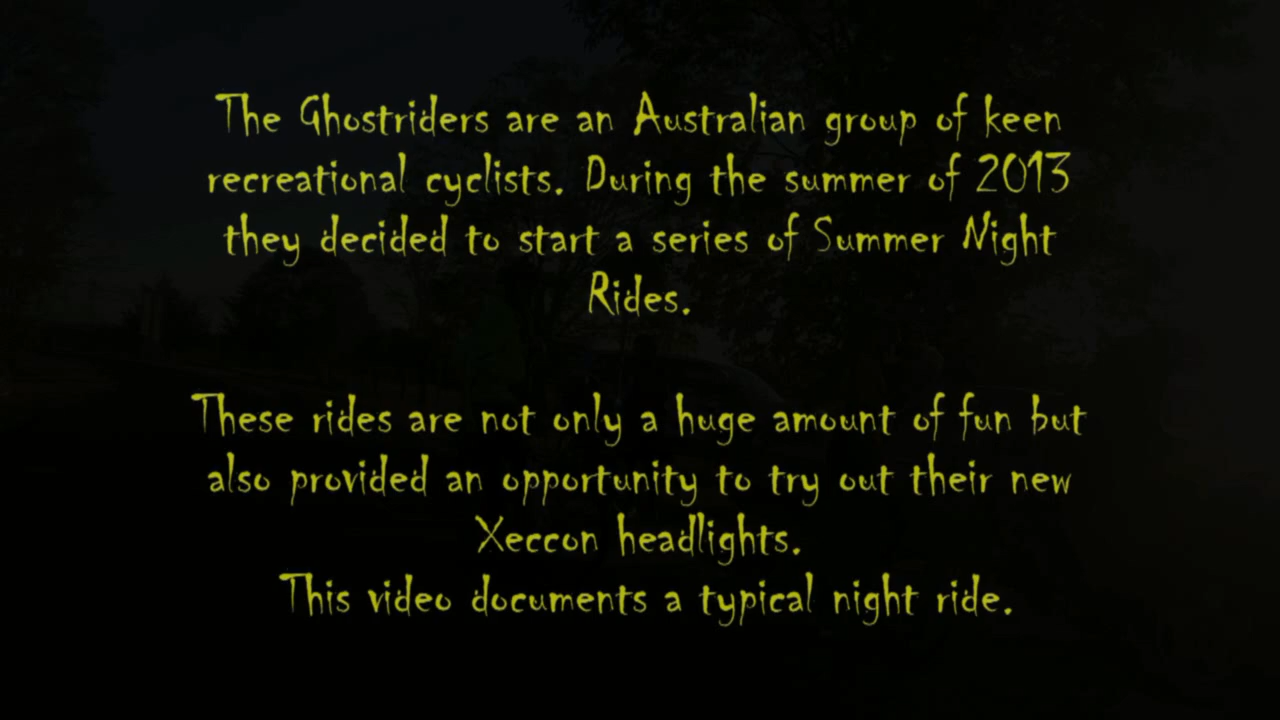 The Ghostriders are an Australian group of keen
recreational cyclists. During the summer of 2013
they decided to start a series of Summer Night
Rides.
These rides are not only a huge amount of fun but
also provided an opportunity to try out their new
Xeccon headlights.
This video documents a typical night ride.